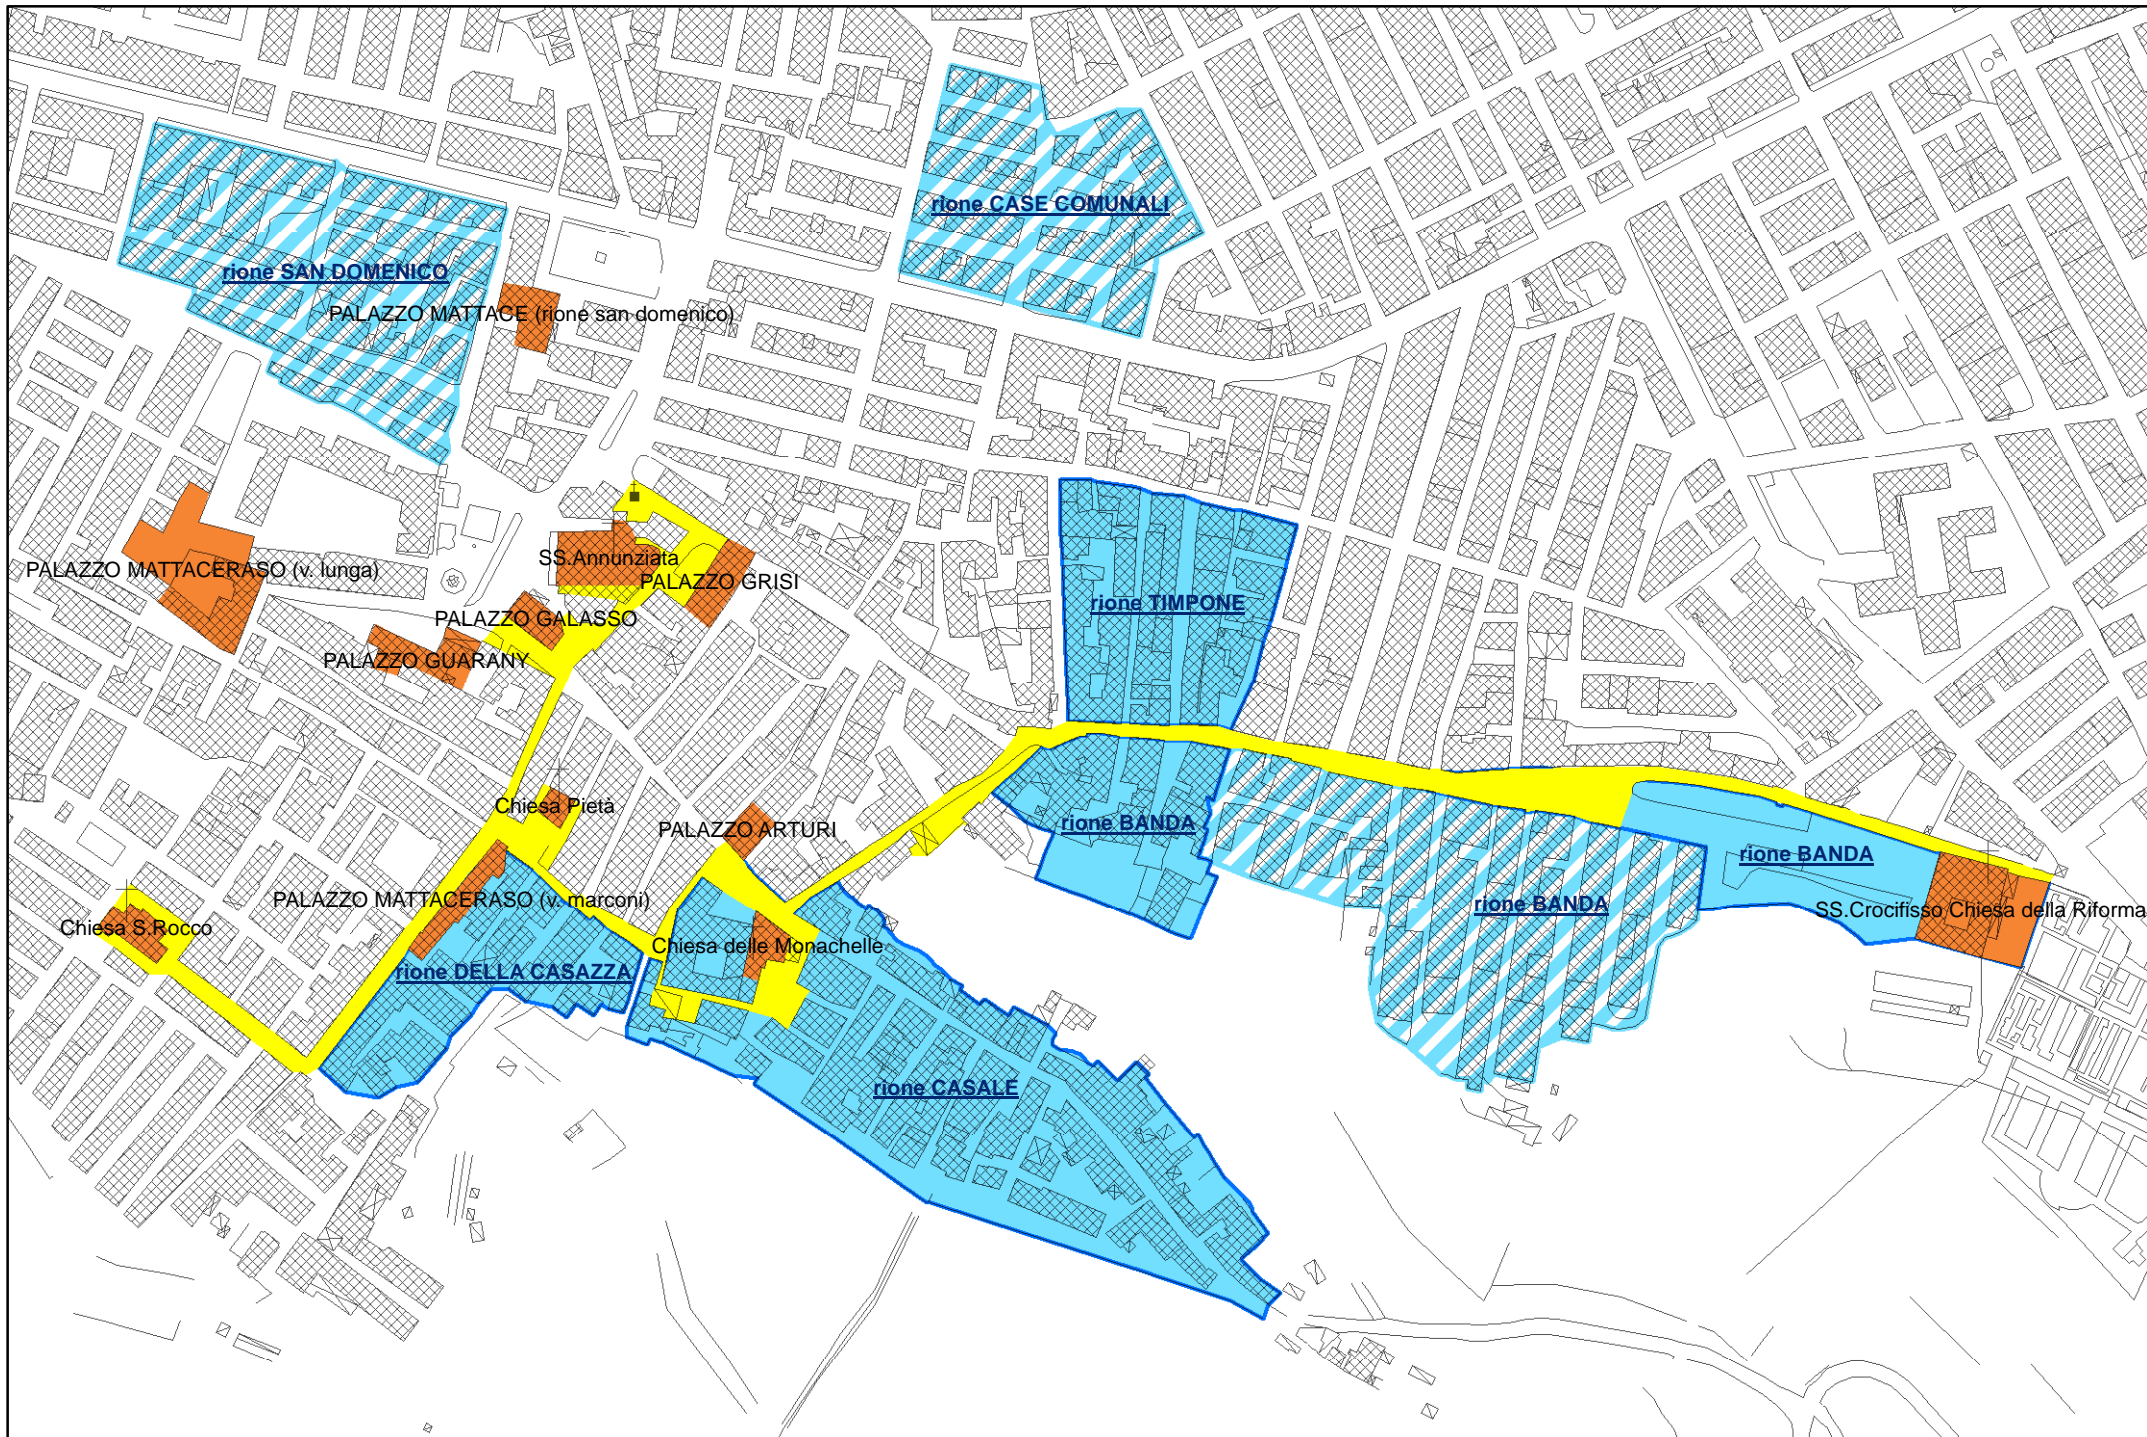 rione CASE COMUNALI
rione SAN DOMENICO
PALAZZO MATTACE (rione san domenico)
SS.Annunziata
PALAZZO MATTACERASO (v. lunga)
PALAZZO GRISI
rione TIMPONE
PALAZZO GALASSO
PALAZZO GUARANY
Chiesa Pietà
rione BANDA
PALAZZO ARTURI
rione BANDA
PALAZZO MATTACERASO (v. marconi)
rione BANDA
SS.Crocifisso Chiesa della Riforma
Chiesa S.Rocco
Chiesa delle Monachelle
rione DELLA CASAZZA
rione CASALE